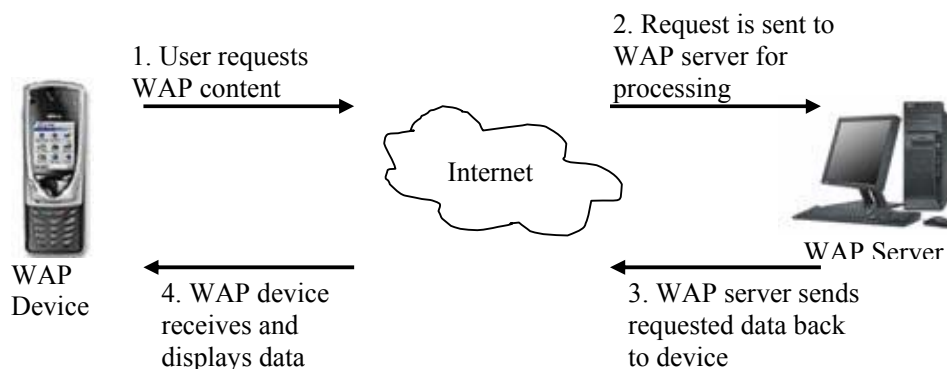 1. User requests
WAP content
2. Request is sent to
WAP server for
processing
Internet
WAP
Device
WAP Server
4. WAP device
receives and
displays data
3. WAP server sends
requested data back
to device